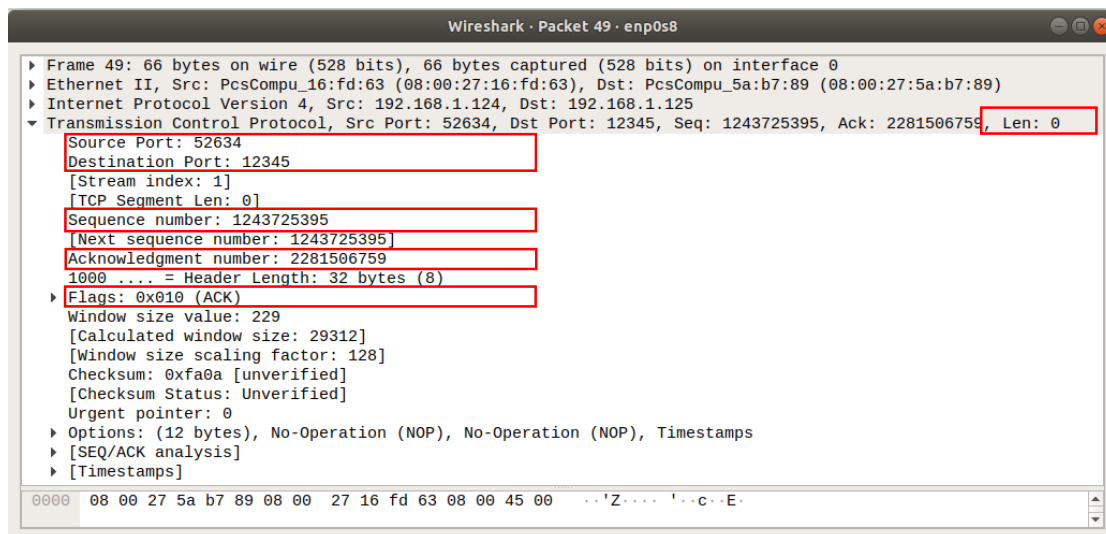 Wireshark · Packet 49 · enp0s8
Frame 49: 66 bytes on wire (528 bits), 66 bytes captured (528 bits) on interface 0
Ethernet II, Src: PcsCompu_16:fd:63 (08:00:27:16:fd:63), Dst: PcsCompu_5a:b7:89 (08:00:27:5a:b7:89)
Internet Protocol Version 4, Src: 192.168.1.124, Dst: 192.168.1.125
Transmission Control Protocol, Src Port: 52634, Dst Port: 12345, Seq: 1243725395, Ack: 2281506759, Len: 0
Source Port: 52634
Destination Port: 12345
[Stream index: 1]
[TCP Segment Len: 0]
Sequence number: 1243725395
[Next sequence number: 1243725395]
Acknowledgment number: 2281506759
1000 .... = Header Length: 32 bytes (8)
Flags: 0x010 (ACK)
Window size value: 229
[Calculated window size: 29312]
[Window size scaling factor: 128]
Checksum: 0xfa0a [unverified]
[Checksum Status: Unverified]
Urgent pointer: 0
Options: (12 bytes), No-Operation (NOP), No-Operation (NOP), Timestamps
[SEQ/ACK analysis]
[Timestamps]
0000 08 00 27 5a b7 89 08 00 27 16 fd 63 08 00 45 00 ··'Z···· '··c··E·